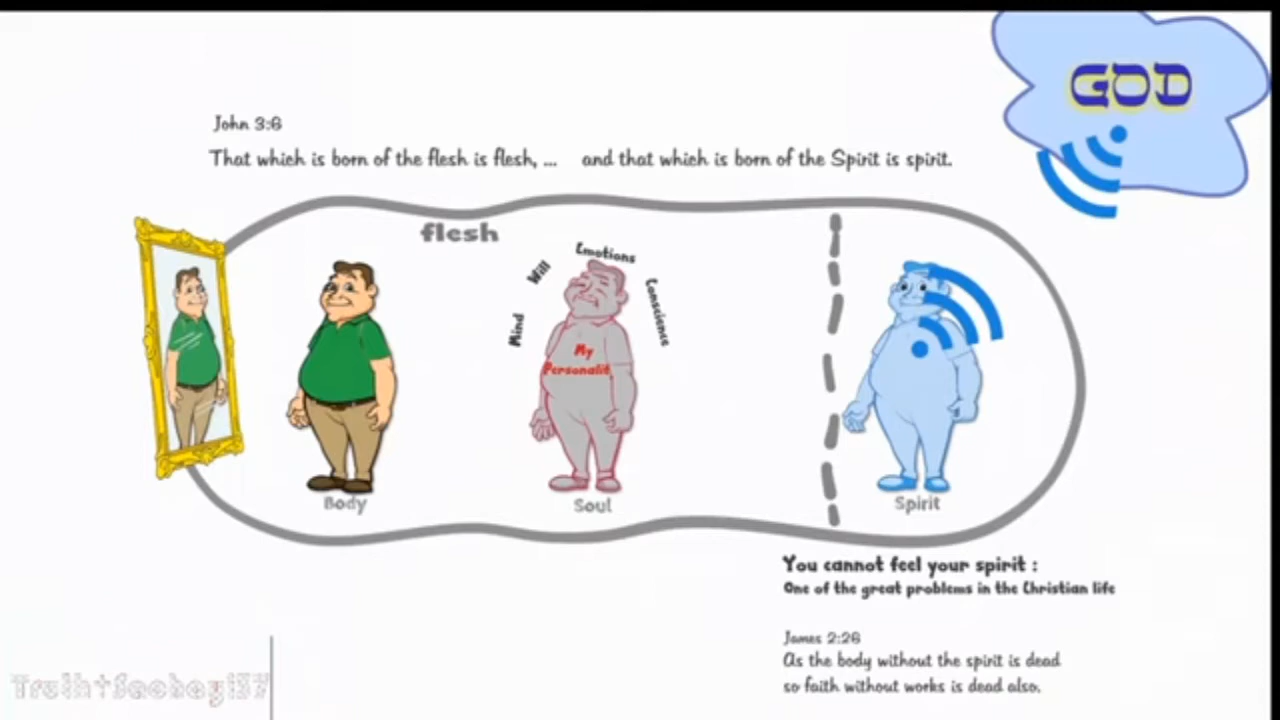 GOD
John 3:6
That which is born of the flesh is flesh, ... and that which is born of the Spirit is spirit.
flesh
Emotions
Will
Conscience
Mind
My
Personalit
Body
Soul
Spirit
You cannot feel your spirit :
One of the great problems in the Christian life
James 2:26
As the body without the spirit is dead
so faith without works is dead also.